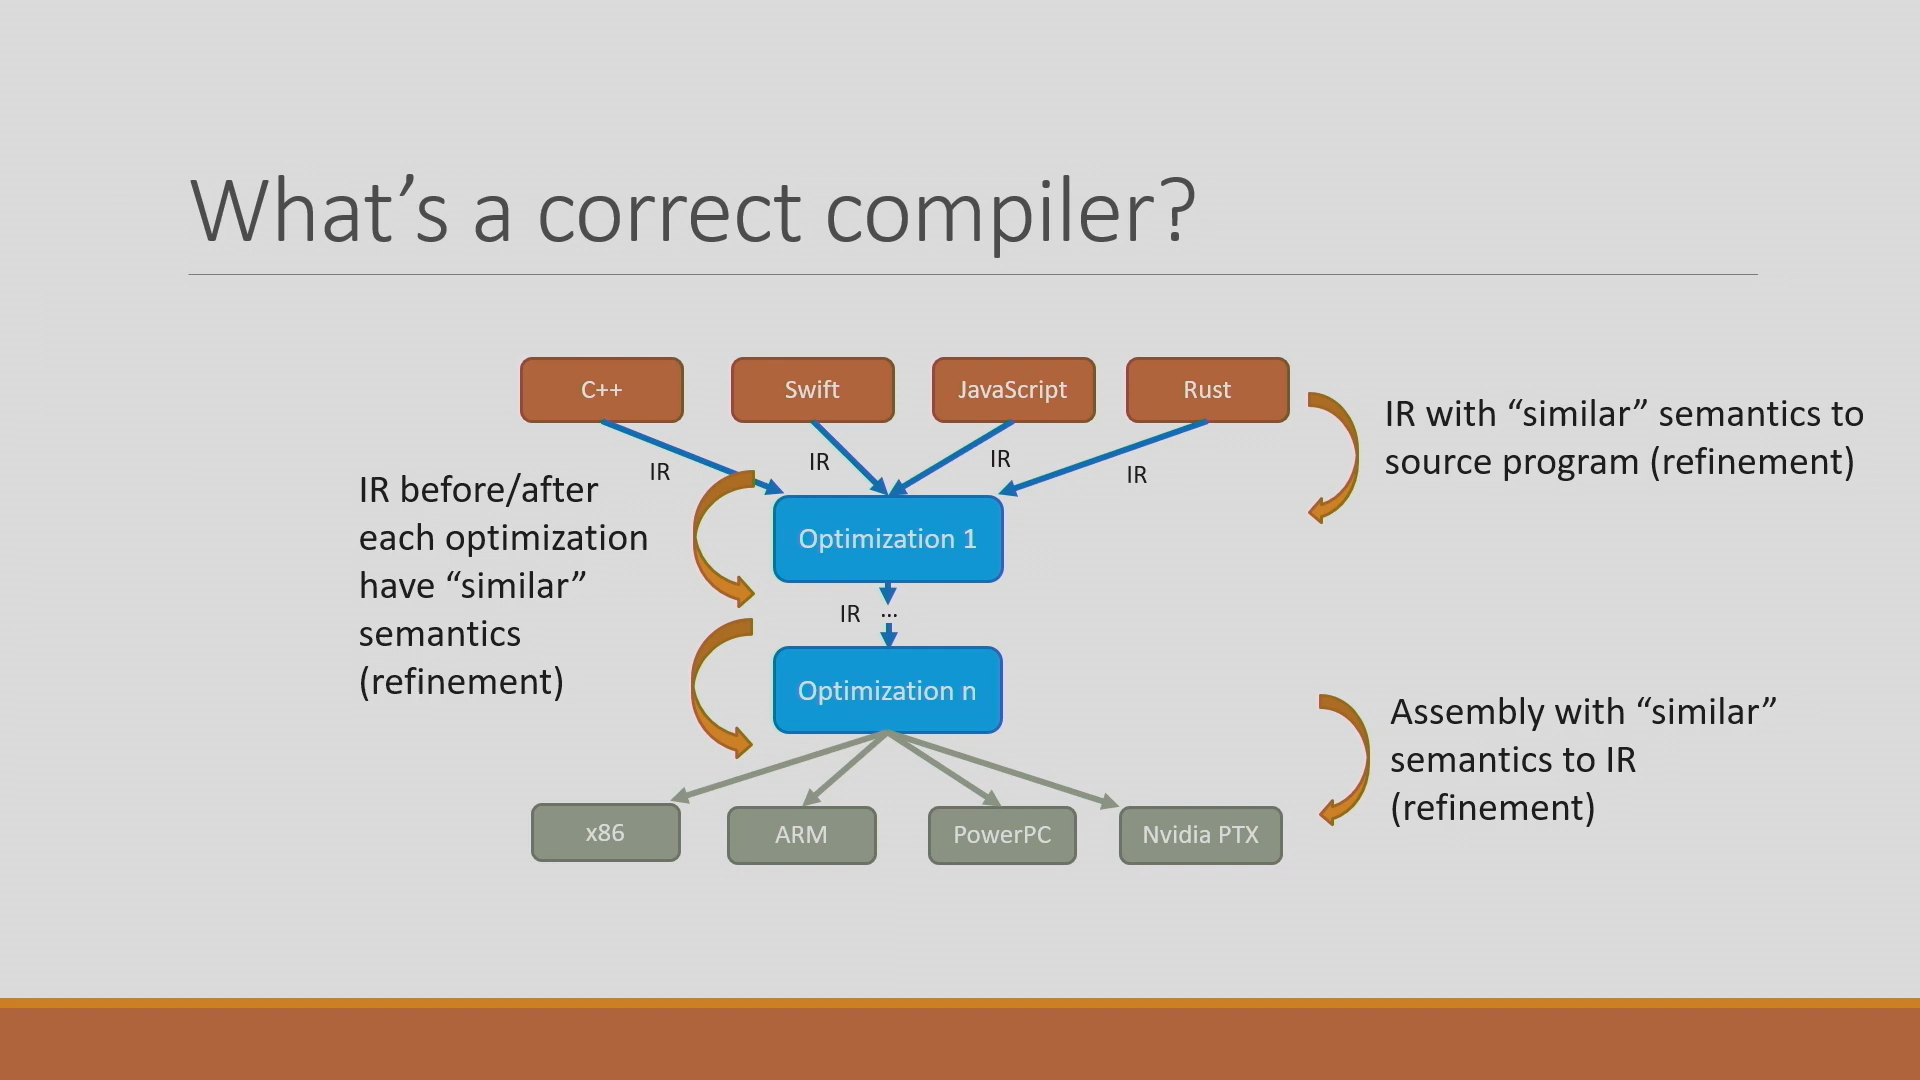 What’s a correct compiler?
C++
Swift
JavaScript
Rust
IR with “similar” semantics to
source program (refinement)
IR
IR
IR
IR
IR before/after
each optimization
have “similar”
semantics
(refinement)
Optimization 1
IR ...
Optimization n
Assembly with “similar”
semantics to IR
(refinement)
x86
ARM
PowerPC
Nvidia PTX